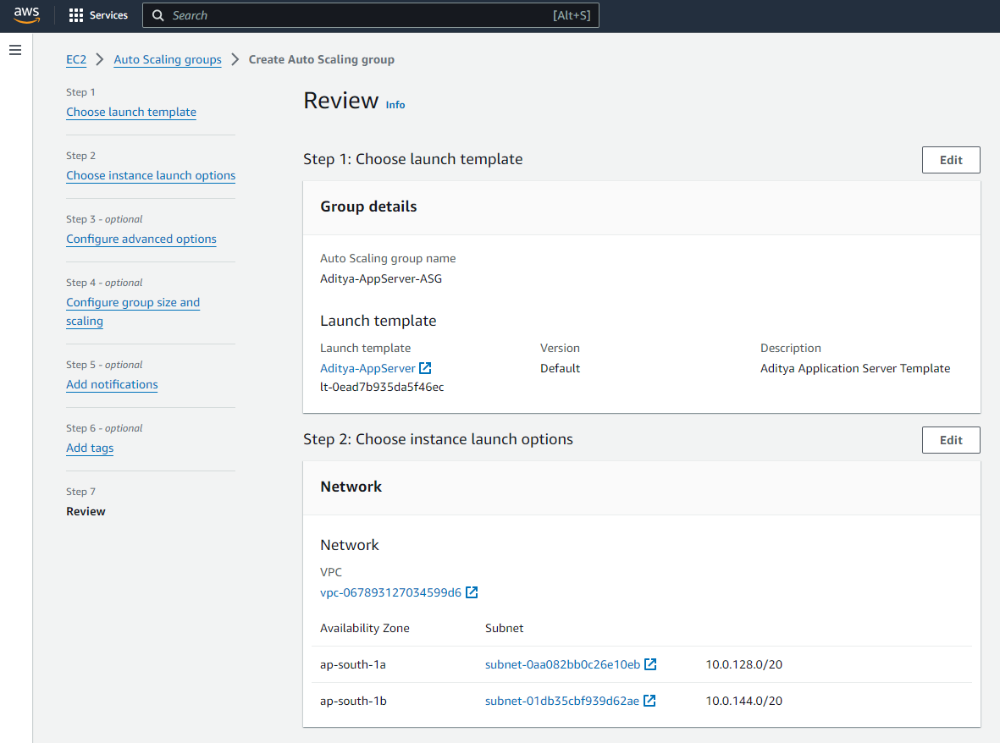 aws Services Search [Alt+S]
EC2 Auto Scaling groups Create Auto Scaling group
Step 1
Choose launch template
Step 2
Choose instance launch options
Step 3 - optional
Configure advanced options
Step 4 - optional
Configure group size and
scaling
Step 5 - optional
Add notifications
Step 6 - optional
Add tags
Step 7
Review
Review Info
Step 1: Choose launch template Edit
Group details
Auto Scaling group name
Aditya-AppServer-ASG
Launch template
Launch template Version Description
Aditya-AppServer Default Aditya Application Server Template
lt-0ead7b935da5f46ec
Step 2: Choose instance launch options Edit
Network
Network
VPC
vpc-067893127034599d6
Availability Zone Subnet
ap-south-1a subnet-0aa082bb0c26e10eb 10.0.128.0/20
ap-south-1b subnet-01db35cbf939d62ae 10.0.144.0/20